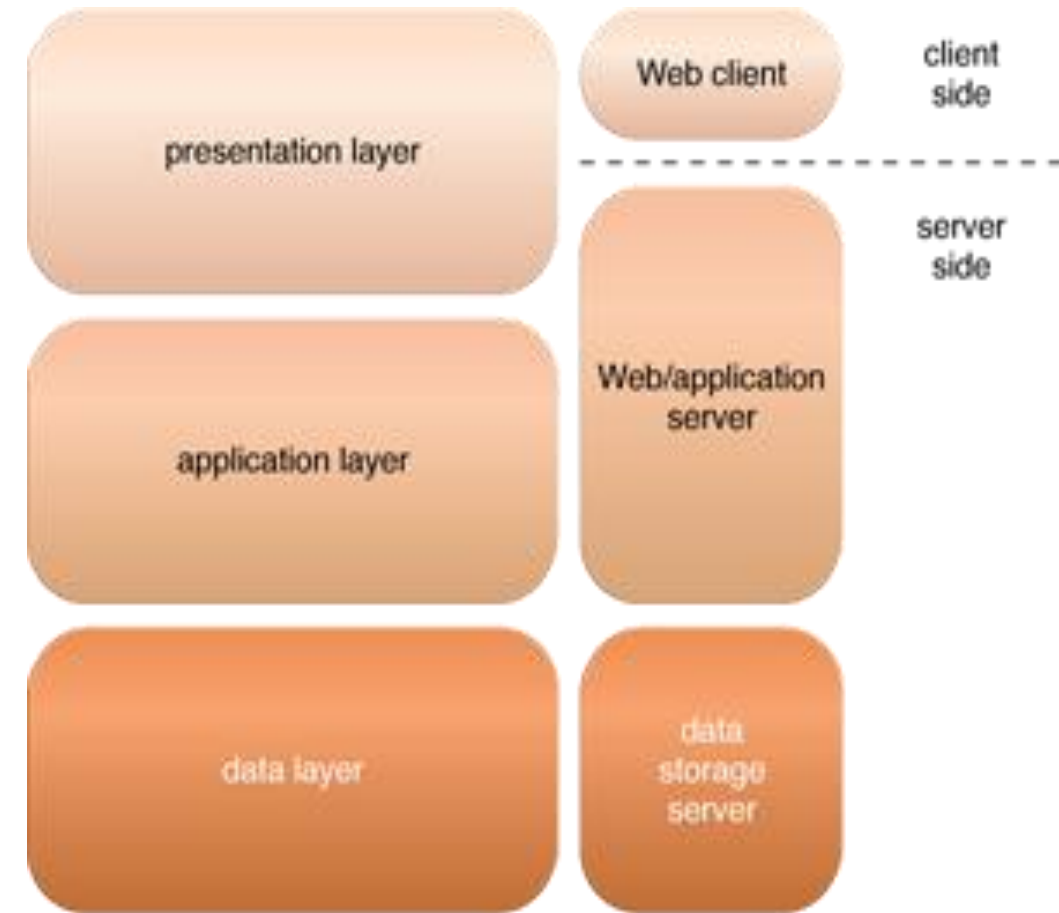 presentation layer
Web client
client
side
server
side
application layer
Web/application
server
data layer
data
storage
server